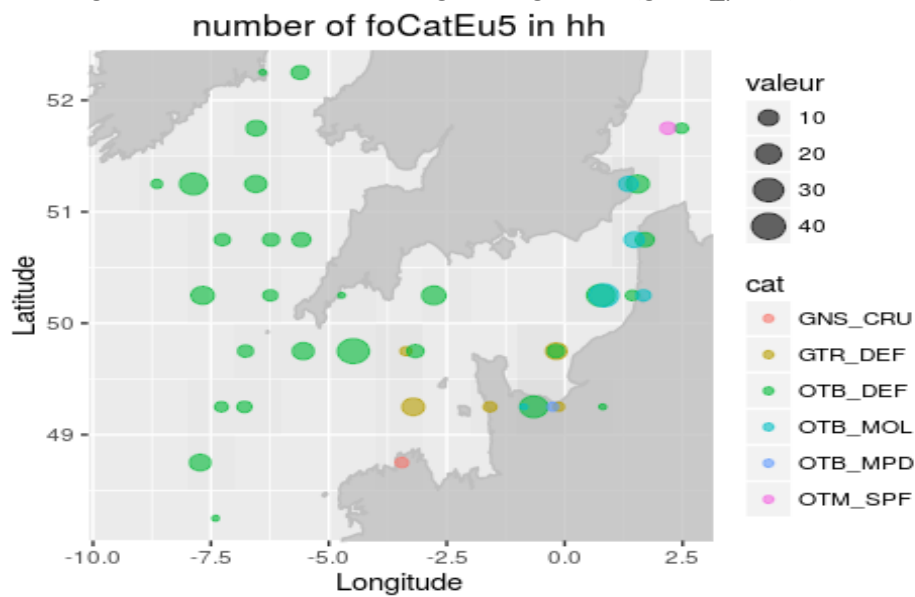 number of foCatEu5 in hh
52
51
50
49
Latitude
-10.0
-7.5
-5.0
-2.5
0.0
2.5
Longitude
valeur
10
20
30
40
cat
GNS_CRU
GTR_DEF
OTB_DEF
OTB_MOL
OTB_MPD
OTM_SPF